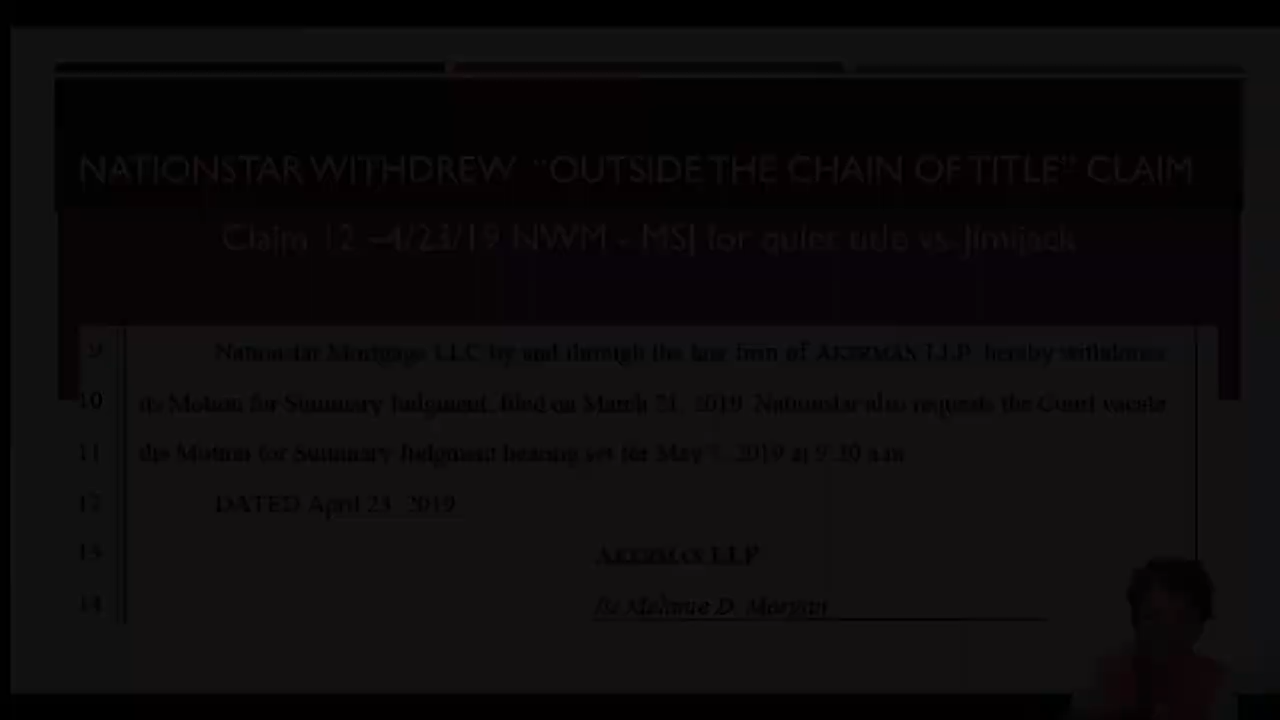 NATIONSTAR WITHDREW "OUTSIDE THE CHAIN OF TITLE" CLAIM
Claim 12 –4/23/19 NWM - MSJ for quiet title vs. Jimijack
9 Nationstar Mortgage LLC by and through the law firm of AKERMAN LLP, hereby withdraws
10 its Motion for Summary Judgment, filed on March 21, 2019. Nationstar also requests the Court vacate
11 the Motion for Summary Judgment hearing set for May 7, 2019 at 9:30 a.m.
12 DATED April 23, 2019
13 AKERMAN LLP
14 /s/ Melanie D. Morgan